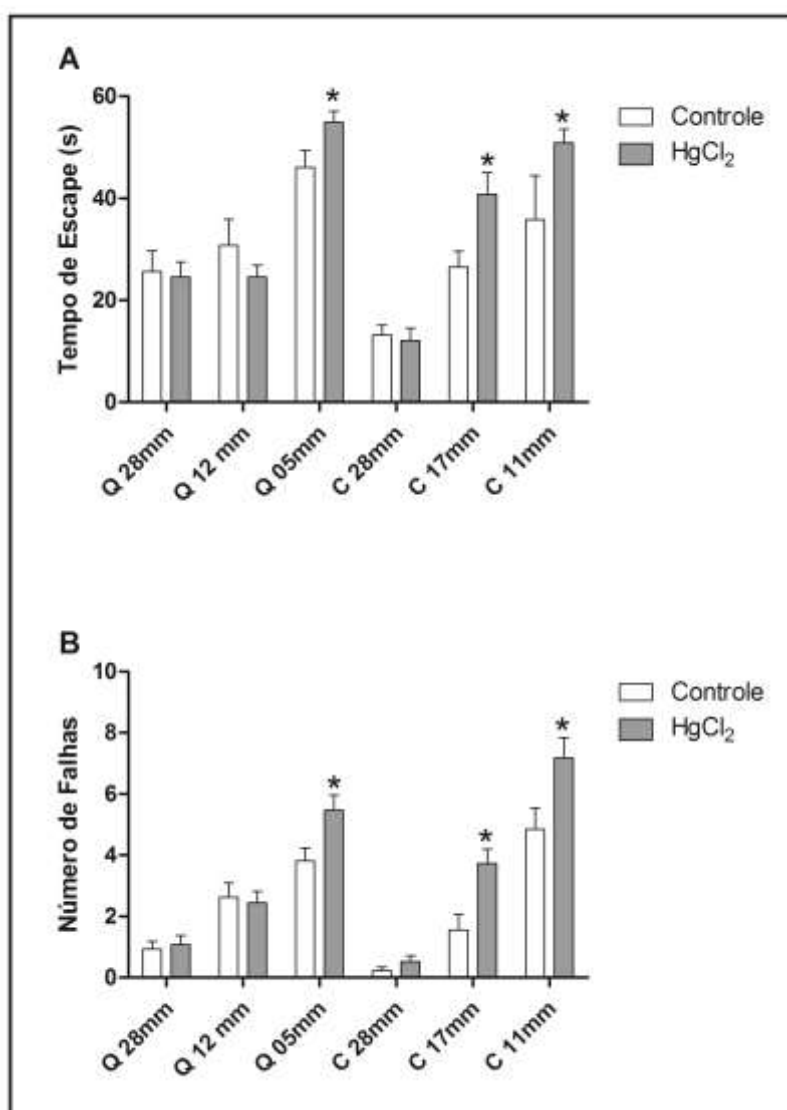 A
Tempo de Escape (s)
60
40
20
0
*
*
*
Controle
HgCl₂
Q 28mm
Q 12 mm
Q 05mm
C 28mm
C 17mm
C 11mm
B
Número de Falhas
10
8
6
4
2
0
*
*
*
Controle
HgCl₂
Q 28mm
Q 12 mm
Q 05mm
C 28mm
C 17mm
C 11mm